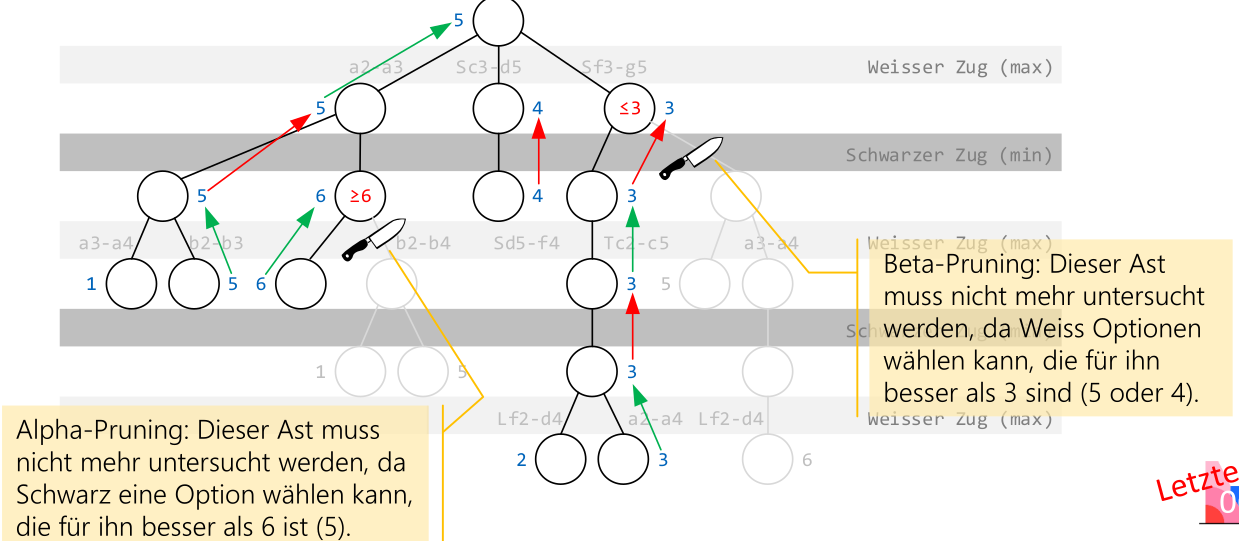 5
a2-a3 Sc3-d5 Sf3-g5 Weisser Zug (max)
5 4 ≤3 3
Schwarzer Zug (min)
5 6 ≥6 4 3
a3-a4 b2-b3 b2-b4 Sd5-f4 Tc2-c5 a3-a4 Weisser Zug (max)
1 5 6 3 5
Beta-Pruning: Dieser Ast
muss nicht mehr untersucht
werden, da Weiss Optionen
wählen kann, die für ihn
besser als 3 sind (5 oder 4).
1 5 3
Lf2-d4 a2-a4 Lf2-d4 Weisser Zug (max)
2 3 6
Alpha-Pruning: Dieser Ast muss
nicht mehr untersucht werden, da
Schwarz eine Option wählen kann,
die für ihn besser als 6 ist (5).
Letzte
0